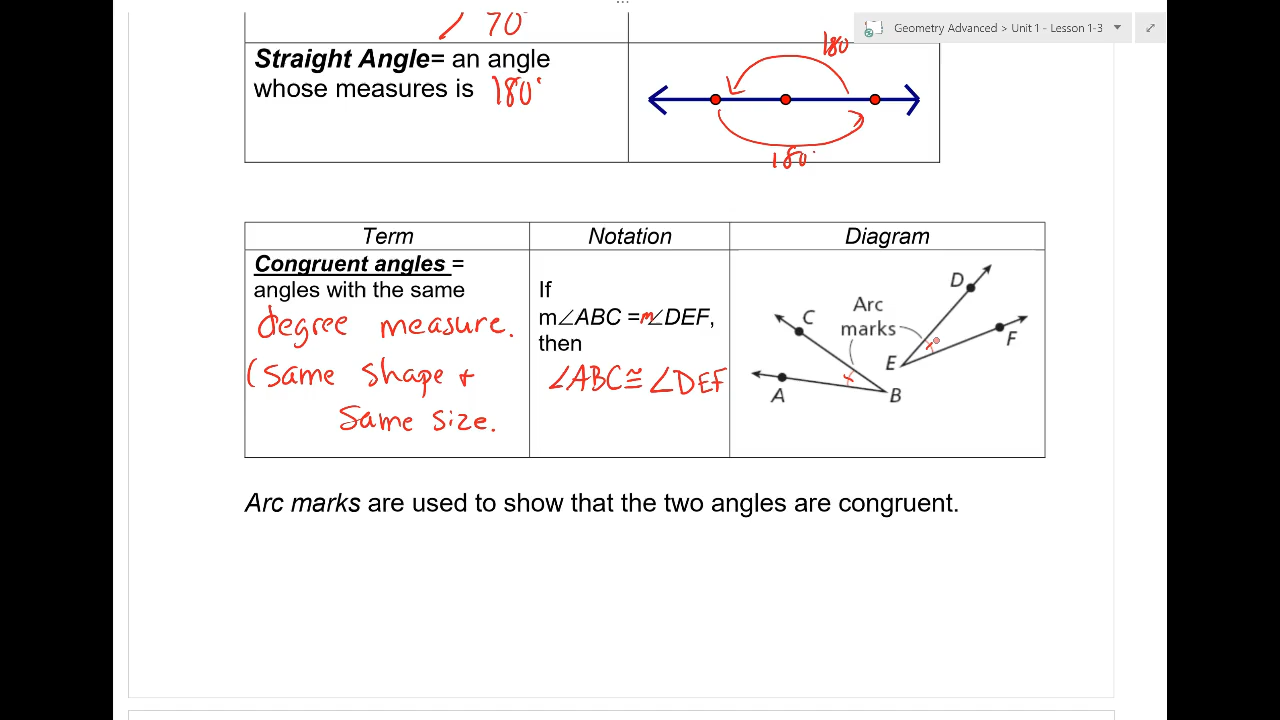 70°
Geometry Advanced > Unit 1 - Lesson 1-3
Straight Angle= an angle
whose measures is 180°
180
180°
Term
Notation
Diagram
Congruent angles =
angles with the same
degree measure.
(same shape +
same size.
If
m∠ABC =m∠DEF,
then
∠ABC≅∠DEF
D
Arc
marks
C
F
E
A
B
Arc marks are used to show that the two angles are congruent.